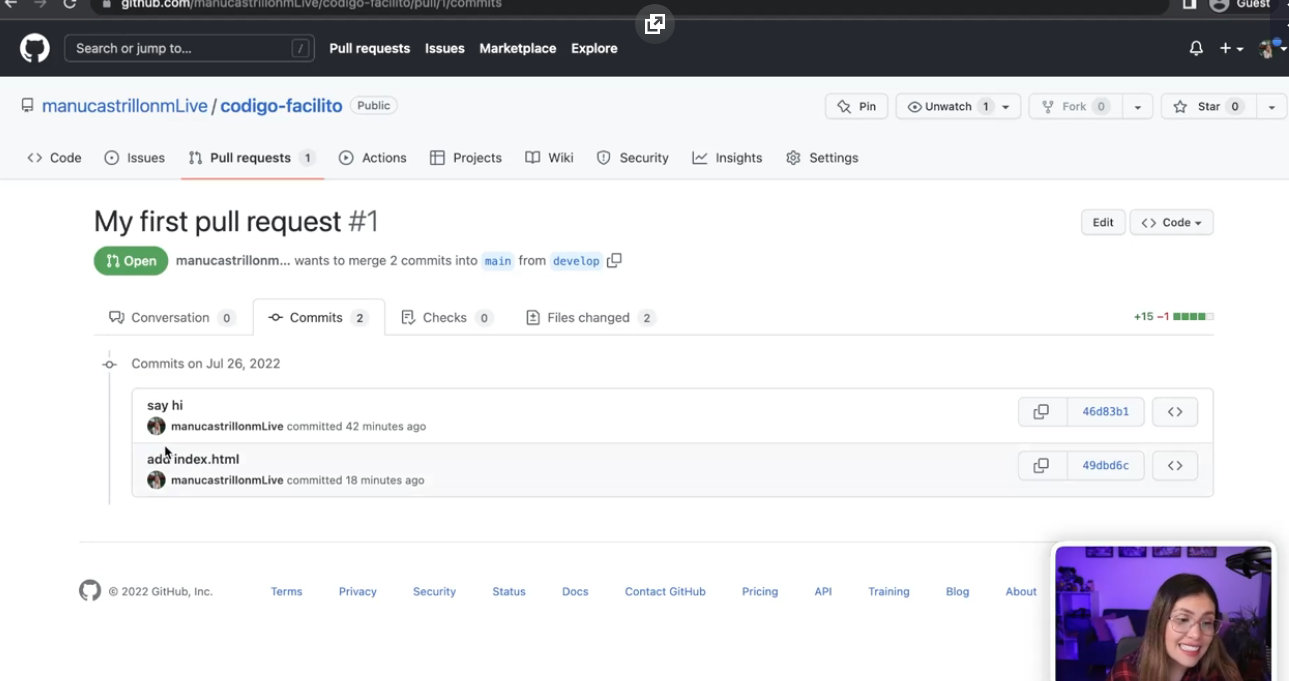 github.com/manucastrillonmLive/codigo-facilito/pull/1/commits
Guest
Search or jump to... /
Pull requests Issues Marketplace Explore
manucastrillonmLive / codigo-facilito Public
Pin Unwatch 1 Fork 0 Star 0
Code Issues Pull requests 1 Actions Projects Wiki Security Insights Settings
My first pull request #1
Edit <> Code
Open manucastrillonm... wants to merge 2 commits into main from develop
Conversation 0 Commits 2 Checks 0 Files changed 2
+15 −1
Commits on Jul 26, 2022
say hi
manucastrillonmLive committed 42 minutes ago
46d83b1
add index.html
manucastrillonmLive committed 18 minutes ago
49dbd6c
© 2022 GitHub, Inc. Terms Privacy Security Status Docs Contact GitHub Pricing API Training Blog About